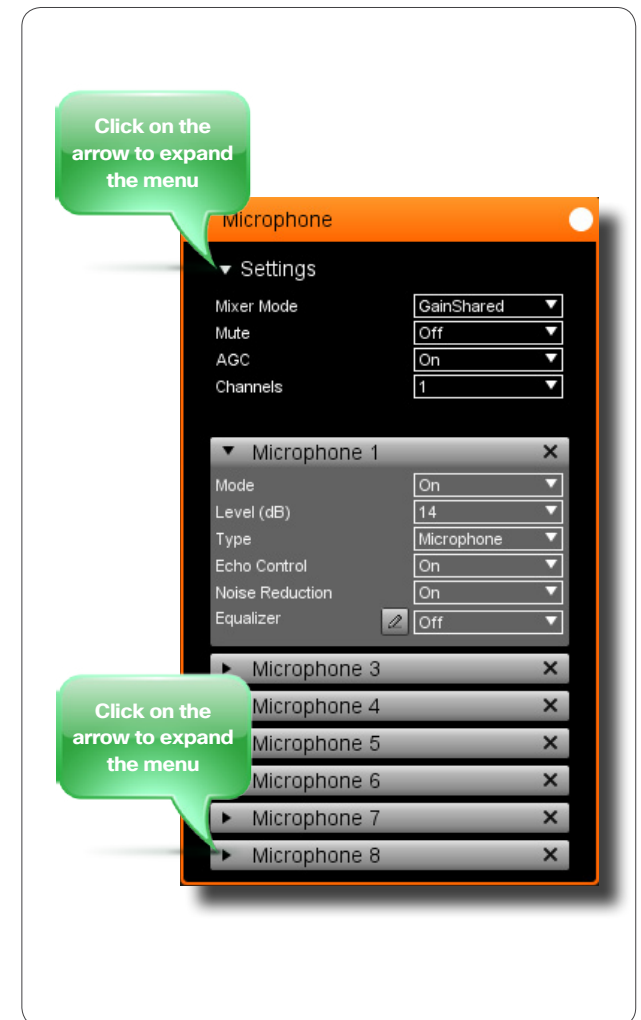 Click on the
arrow to expand
the menu
Microphone
Settings
Mixer Mode GainShared
Mute Off
AGC On
Channels 1
Microphone 1
Mode On
Level (dB) 14
Type Microphone
Echo Control On
Noise Reduction On
Equalizer Off
Microphone 3
Microphone 4
Click on the
arrow to expand
the menu
Microphone 5
Microphone 6
Microphone 7
Microphone 8